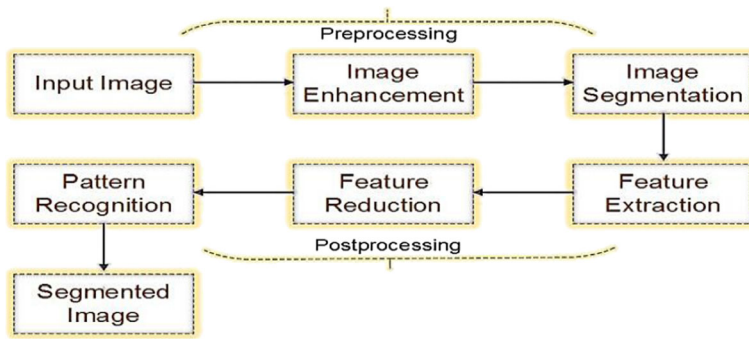 Preprocessing
Input Image
Image
Enhancement
Image
Segmentation
Pattern
Recognition
Feature
Reduction
Feature
Extraction
Postprocessing
Segmented
Image